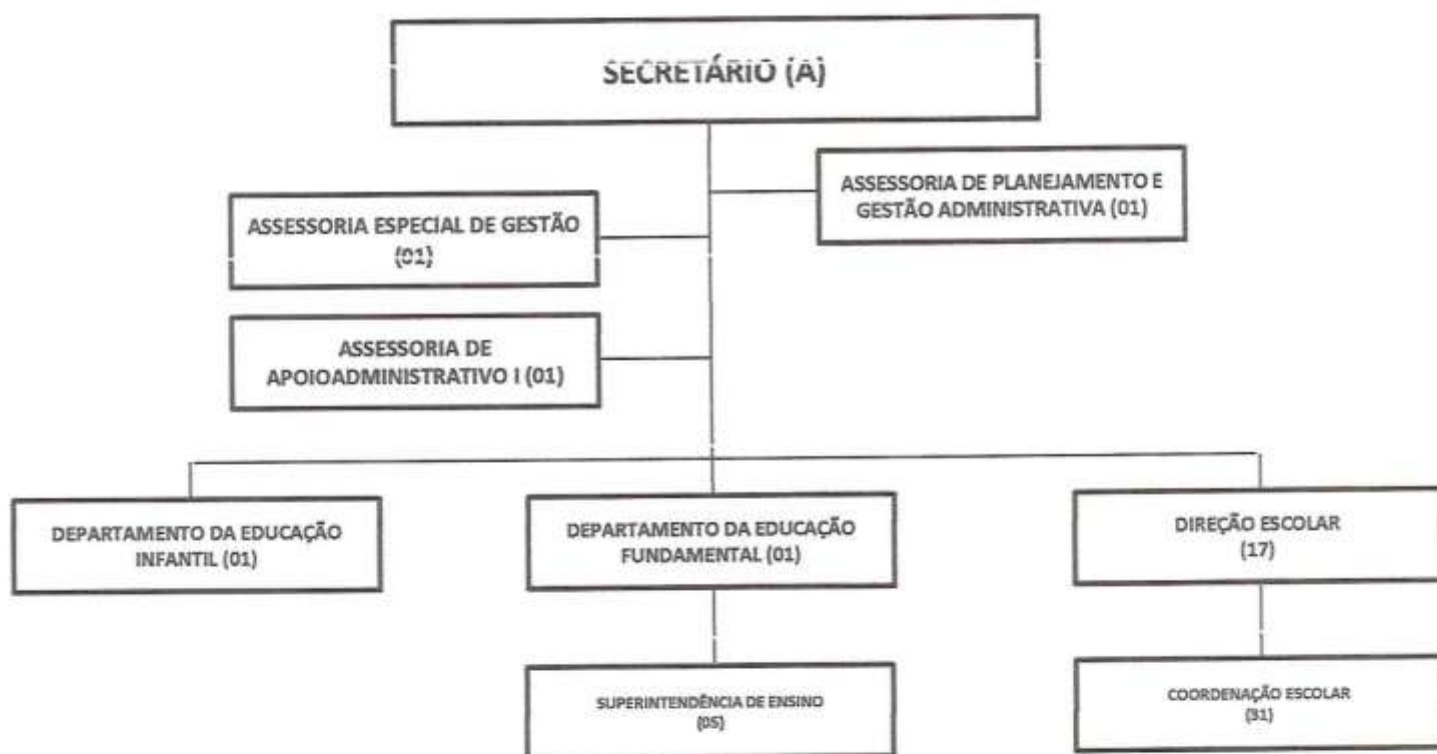 SECRETÁRIO (A)
ASSESSORIA DE PLANEJAMENTO E
GESTÃO ADMINISTRATIVA (01)
ASSESSORIA ESPECIAL DE GESTÃO
(01)
ASSESSORIA DE
APOIOADMINISTRATIVO I (01)
DEPARTAMENTO DA EDUCAÇÃO
INFANTIL (01)
DEPARTAMENTO DA EDUCAÇÃO
FUNDAMENTAL (01)
DIREÇÃO ESCOLAR
(17)
SUPERINTENDÊNCIA DE ENSINO
(05)
COORDENAÇÃO ESCOLAR
(31)